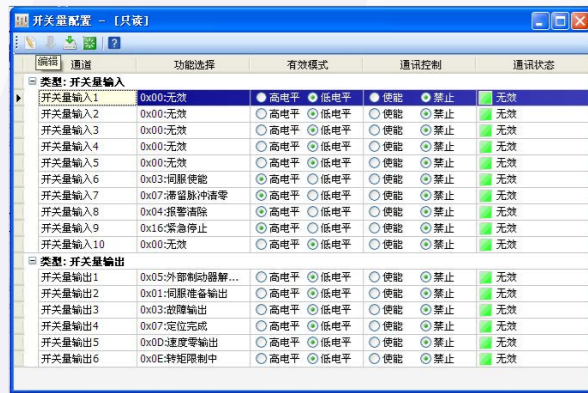 开关量配置 - [只读]
编辑 通道 功能选择 有效模式 通讯控制 通讯状态
类型:开关量输入
开关量输入1 0x00:无效 高电平 低电平 使能 禁止 无效
开关量输入2 0x00:无效 高电平 低电平 使能 禁止 无效
开关量输入3 0x00:无效 高电平 低电平 使能 禁止 无效
开关量输入4 0x00:无效 高电平 低电平 使能 禁止 无效
开关量输入5 0x00:无效 高电平 低电平 使能 禁止 无效
开关量输入6 0x03:伺服使能 高电平 低电平 使能 禁止 无效
开关量输入7 0x07:滞留脉冲清零 高电平 低电平 使能 禁止 无效
开关量输入8 0x04:报警清除 高电平 低电平 使能 禁止 无效
开关量输入9 0x16:紧急停止 高电平 低电平 使能 禁止 无效
开关量输入10 0x00:无效 高电平 低电平 使能 禁止 无效
类型:开关量输出
开关量输出1 0x05:外部制动器解... 高电平 低电平 使能 禁止 无效
开关量输出2 0x01:伺服准备输出 高电平 低电平 使能 禁止 无效
开关量输出3 0x03:故障输出 高电平 低电平 使能 禁止 无效
开关量输出4 0x07:定位完成 高电平 低电平 使能 禁止 无效
开关量输出5 0x0D:速度零输出 高电平 低电平 使能 禁止 无效
开关量输出6 0x0E:转矩限制中 高电平 低电平 使能 禁止 无效